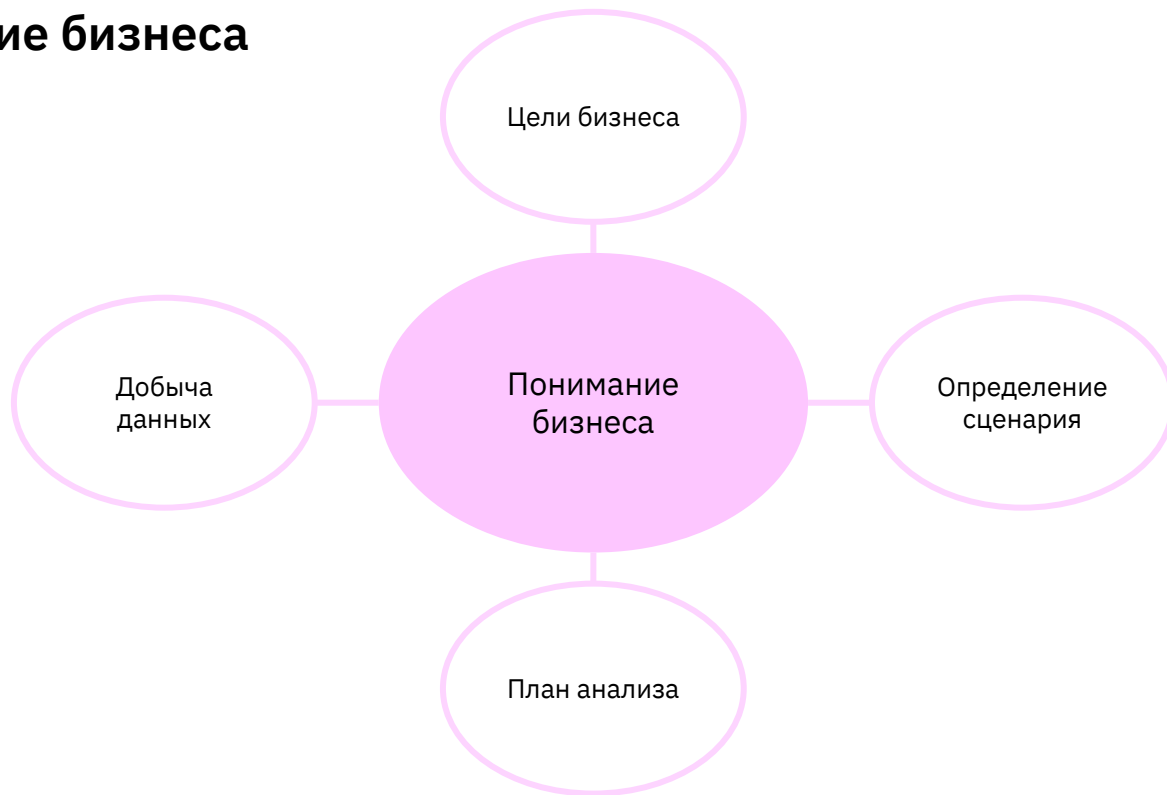 ие бизнеса
Цели бизнеса
Добыча
данных
Понимание
бизнеса
Определение
сценария
План анализа